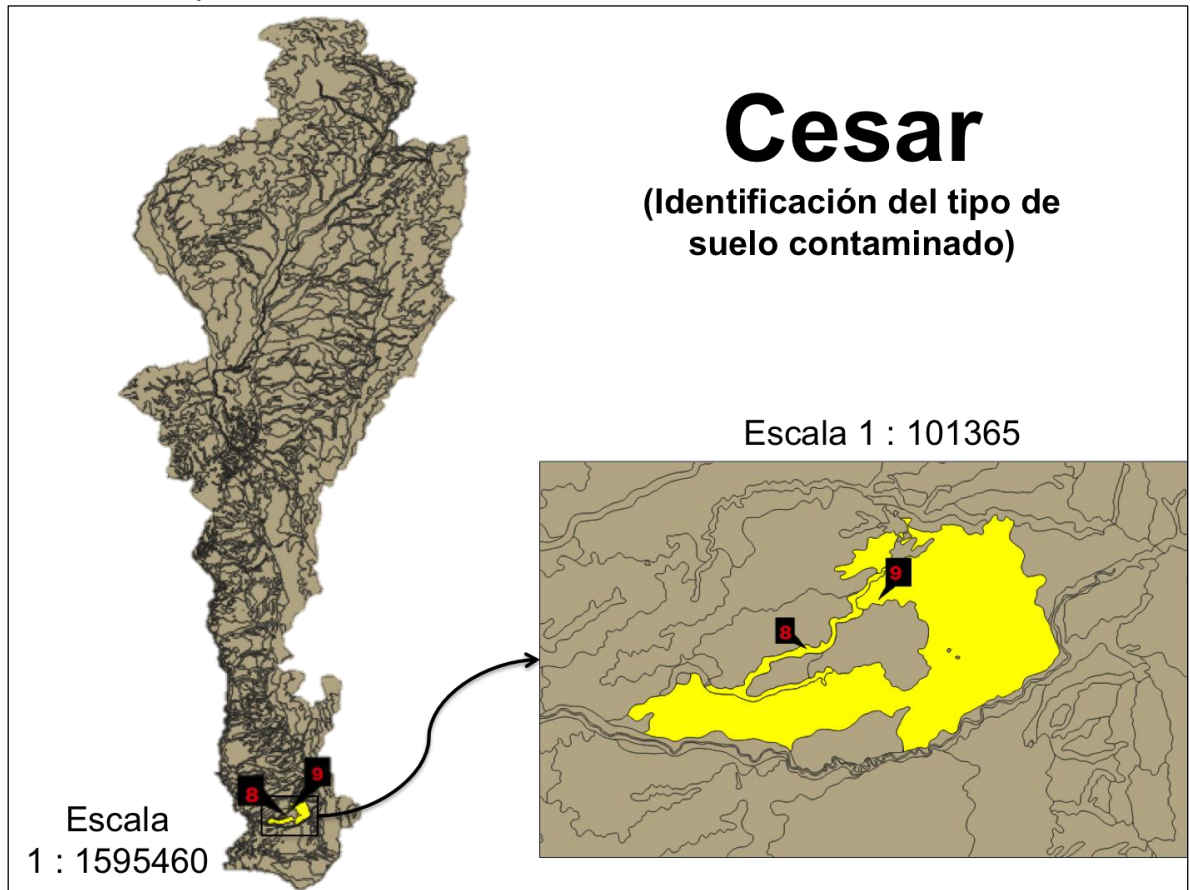 Cesar
(Identificación del tipo de
suelo contaminado)
Escala 1 : 101365
9
8
9
8
Escala
1 : 1595460